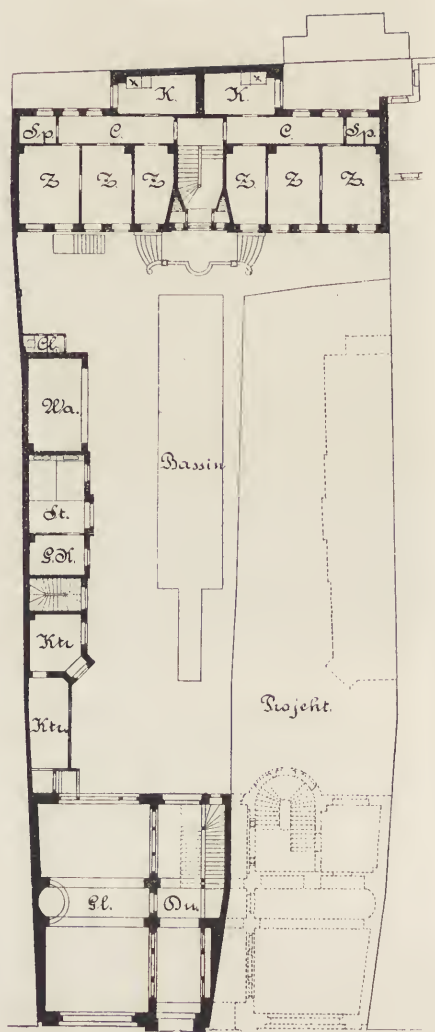 K. K.
Sp. C. C. Sp.
Z. Z. Z. Z. Z. Z.
Cl.
Wa.
Bassin
St.
G.K.
Ktr.
Projekt.
Ktr.
Gl. Du.